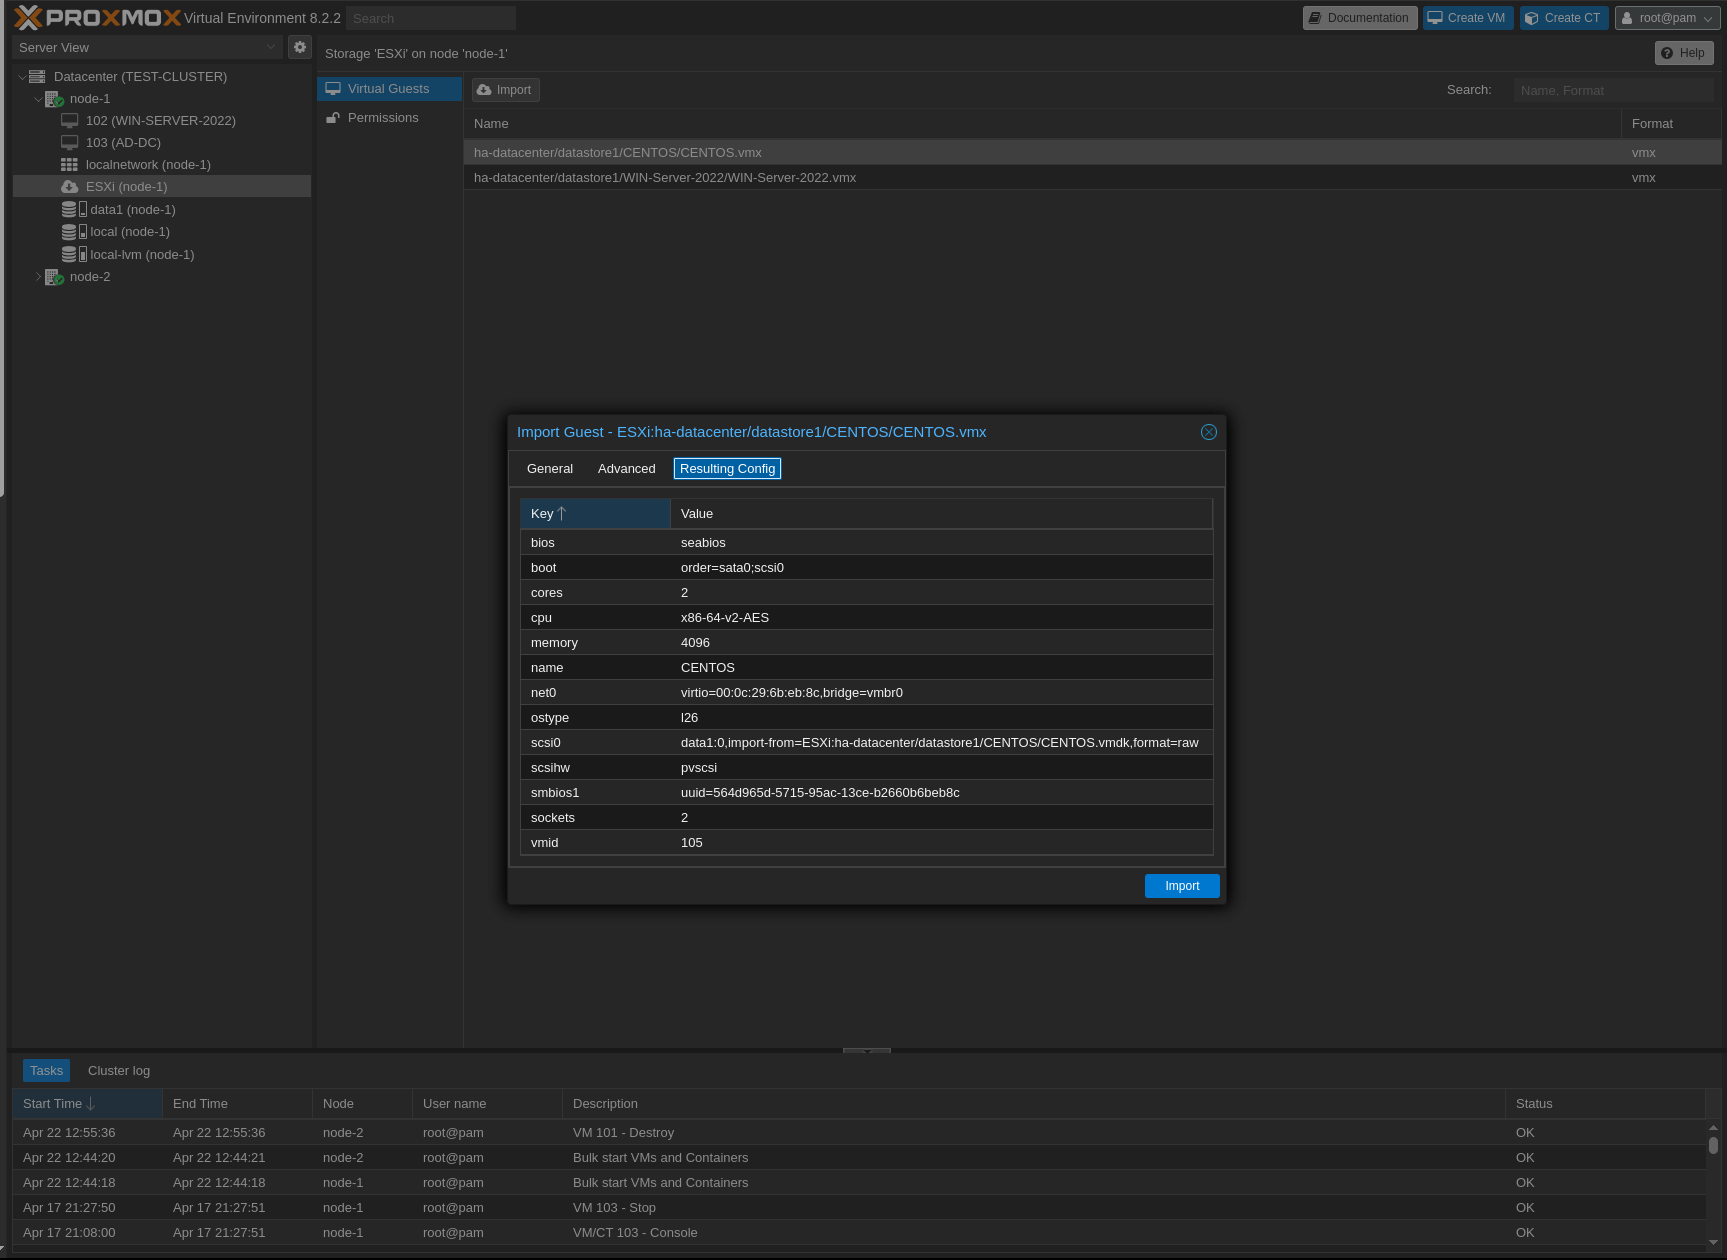 PROXMOX Virtual Environment 8.2.2 Search Documentation Create VM Create CT root@pam
Server View
Storage 'ESXi' on node 'node-1' Help
Datacenter (TEST-CLUSTER)
node-1
102 (WIN-SERVER-2022)
103 (AD-DC)
localnetwork (node-1)
ESXi (node-1)
data1 (node-1)
local (node-1)
local-lvm (node-1)
node-2
Virtual Guests
Permissions
Import Search: Name, Format
Name Format
ha-datacenter/datastore1/CENTOS/CENTOS.vmx vmx
ha-datacenter/datastore1/WIN-Server-2022/WIN-Server-2022.vmx vmx
Import Guest - ESXi:ha-datacenter/datastore1/CENTOS/CENTOS.vmx
General Advanced Resulting Config
Key Value
bios seabios
boot order=sata0;scsi0
cores 2
cpu x86-64-v2-AES
memory 4096
name CENTOS
net0 virtio=00:0c:29:6b:eb:8c,bridge=vmbr0
ostype l26
scsi0 data1:0,import-from=ESXi:ha-datacenter/datastore1/CENTOS/CENTOS.vmdk,format=raw
scsihw pvscsi
smbios1 uuid=564d965d-5715-95ac-13ce-b2660b6beb8c
sockets 2
vmid 105
Import
Tasks Cluster log
Start Time End Time Node User name Description Status
Apr 22 12:55:36 Apr 22 12:55:36 node-2 root@pam VM 101 - Destroy OK
Apr 22 12:44:20 Apr 22 12:44:21 node-2 root@pam Bulk start VMs and Containers OK
Apr 22 12:44:18 Apr 22 12:44:18 node-1 root@pam Bulk start VMs and Containers OK
Apr 17 21:27:50 Apr 17 21:27:51 node-1 root@pam VM 103 - Stop OK
Apr 17 21:08:00 Apr 17 21:27:51 node-1 root@pam VM/CT 103 - Console OK